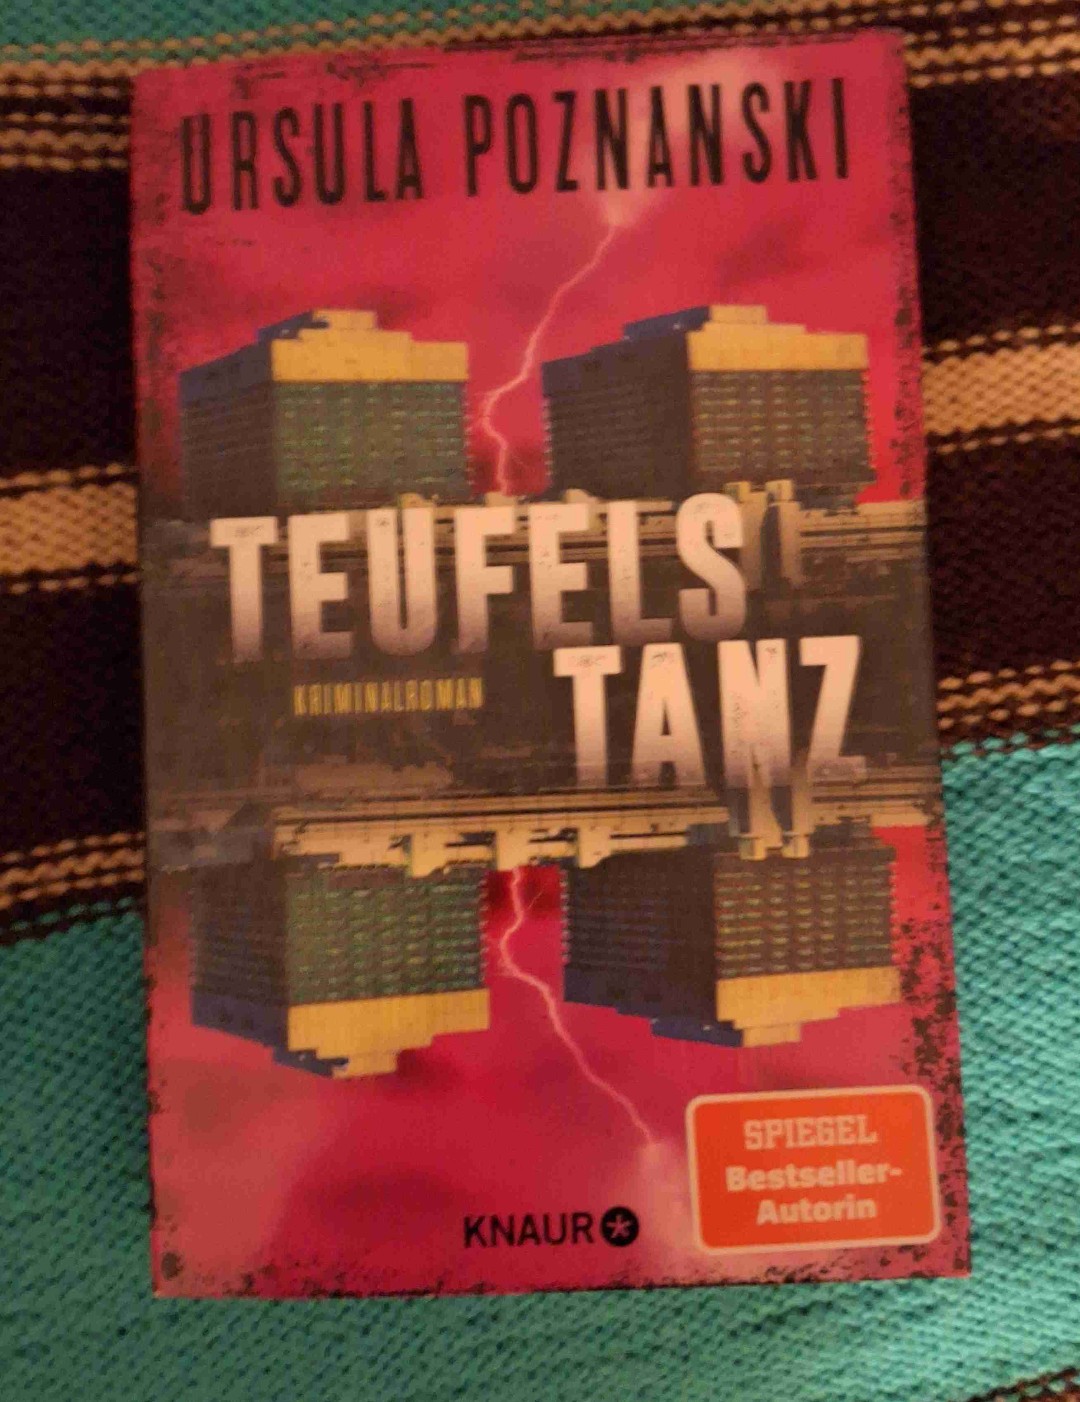 URSULA POZNANSKI
TEUFELS
TANZ
KRIMINALROMAN
SPIEGEL
Bestseller-
Autorin
KNAUR